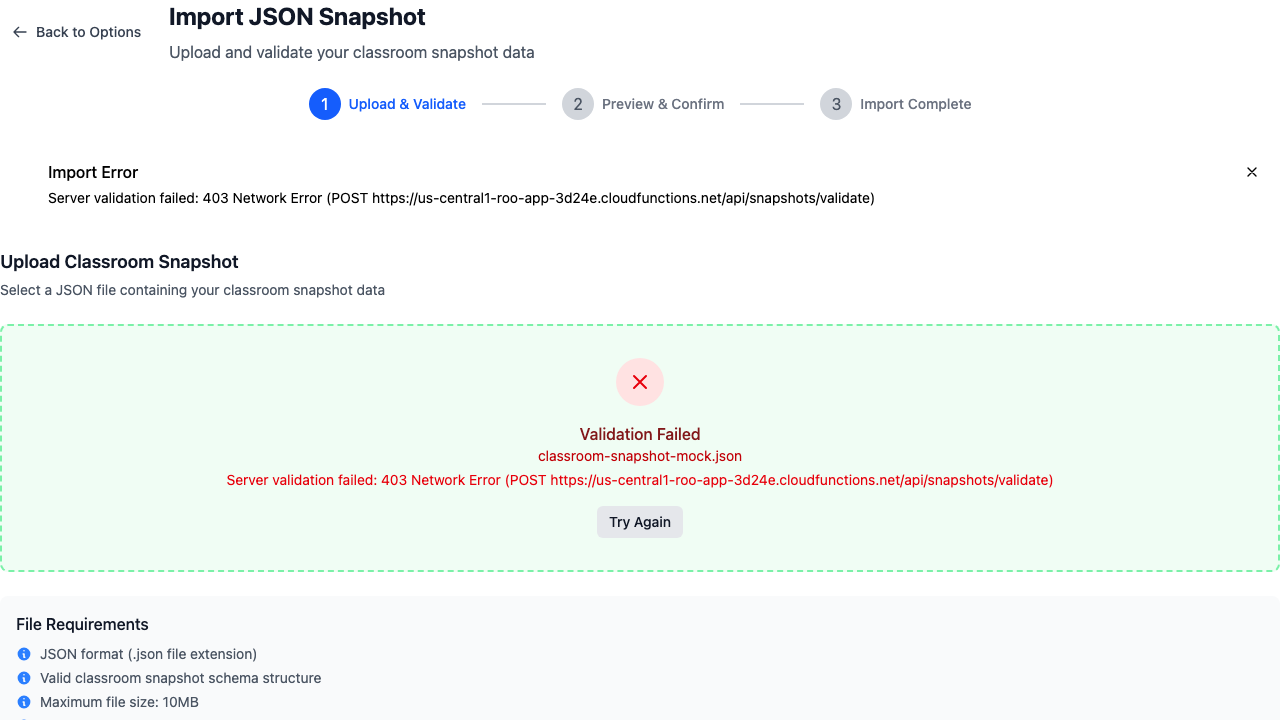 Import JSON Snapshot
Back to Options
Upload and validate your classroom snapshot data
1 Upload & Validate 2 Preview & Confirm 3 Import Complete
Import Error
Server validation failed: 403 Network Error (POST https://us-central1-roo-app-3d24e.cloudfunctions.net/api/snapshots/validate)
Upload Classroom Snapshot
Select a JSON file containing your classroom snapshot data
Validation Failed
classroom-snapshot-mock.json
Server validation failed: 403 Network Error (POST https://us-central1-roo-app-3d24e.cloudfunctions.net/api/snapshots/validate)
Try Again
File Requirements
JSON format (.json file extension)
Valid classroom snapshot schema structure
Maximum file size: 10MB